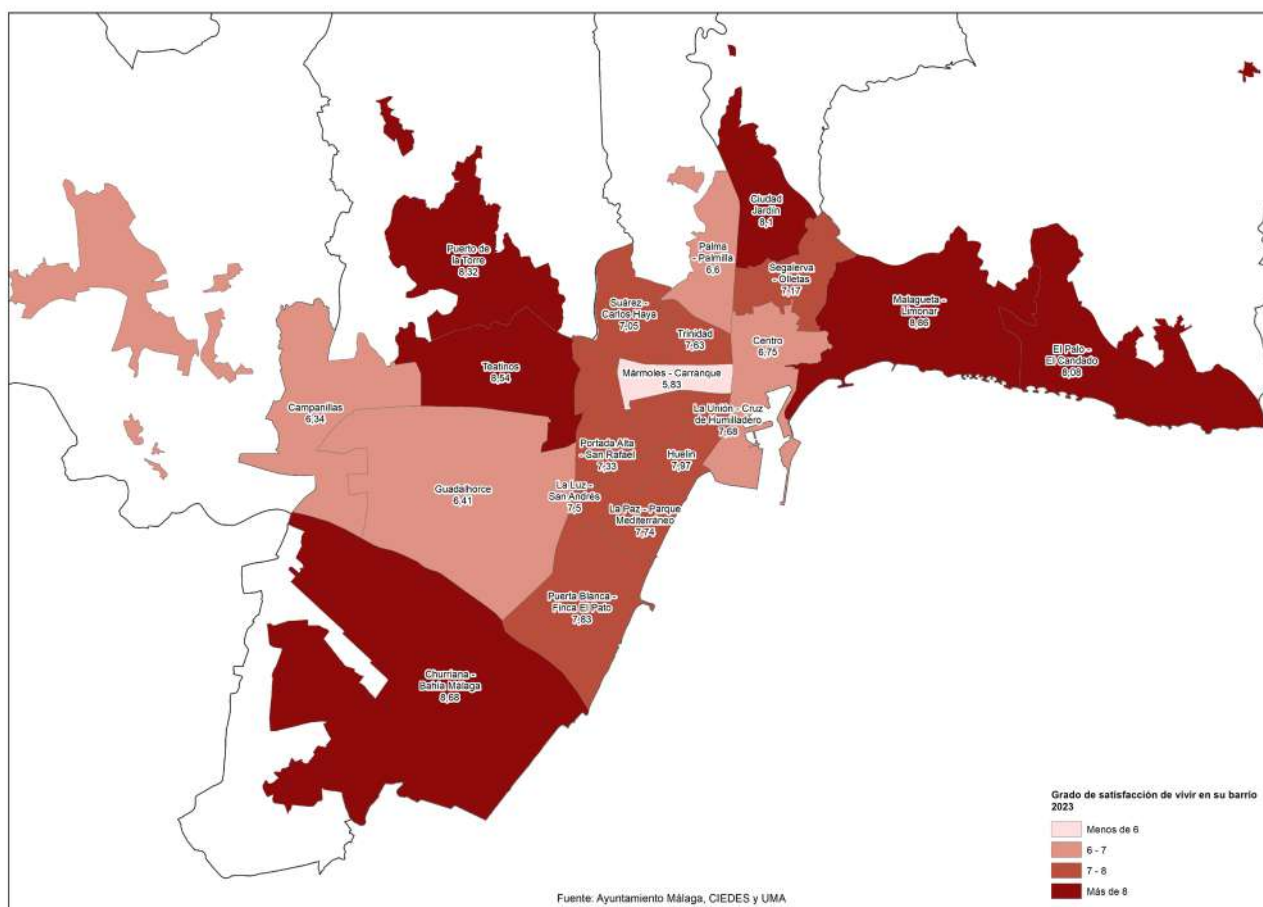 Ciudad
Jardín
8,1
Puerto de
la Torre
8,32
Palma
- Palmilla
6,6
Segalerva
- Olletas
7,17
Suárez -
Carlos Haya
7,05
Malagueta -
Limonar
8,86
Trinidad
7,63
Centro
6,75
El Palo -
El Candado
8,08
Teatinos
8,54
Mármoles - Carranque
5,83
Campanillas
6,34
La Unión - Cruz
de Humilladero
7,68
Portada Alta
- San Rafael
7,33
Huelin
7,97
Guadalhorce
6,41
La Luz -
San Andrés
7,5
La Paz - Parque
Mediterráneo
7,74
Puerta Blanca -
Finca El Pato
7,83
Churriana -
Bahía Málaga
8,68
Grado de satisfacción de vivir en su barrio
2023
Menos de 6
6 - 7
7 - 8
Más de 8
Fuente: Ayuntamiento Málaga, CIEDES y UMA